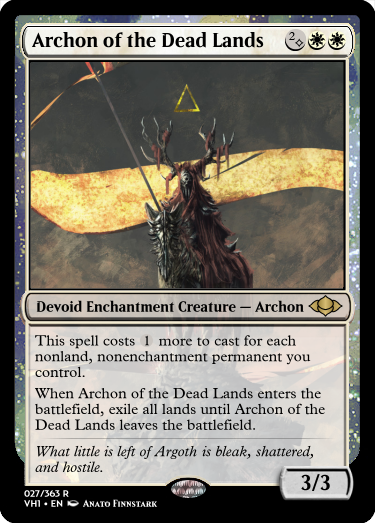 Archon of the Dead Lands 2
Devoid Enchantment Creature — Archon
This spell costs 1 more to cast for each
nonland, nonenchantment permanent you
control.
When Archon of the Dead Lands enters the
battlefield, exile all lands until Archon of the
Dead Lands leaves the battlefield.
What little is left of Argoth is bleak, shattered,
and hostile.
3/3
027/363 R
VH1 • EN Anato Finnstark